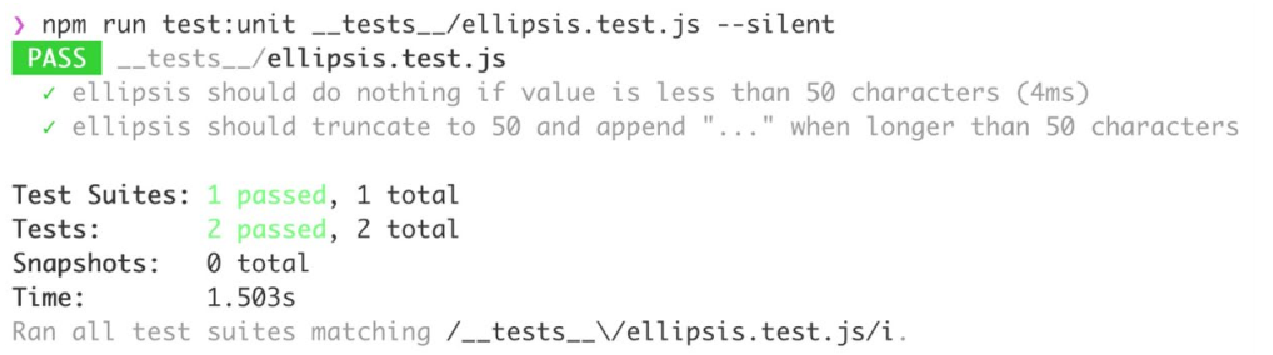 ❯ npm run test:unit __tests__/ellipsis.test.js --silent
PASS __tests__/ellipsis.test.js
✓ ellipsis should do nothing if value is less than 50 characters (4ms)
✓ ellipsis should truncate to 50 and append "..." when longer than 50 characters
Test Suites: 1 passed, 1 total
Tests: 2 passed, 2 total
Snapshots: 0 total
Time: 1.503s
Ran all test suites matching /__tests__\/ellipsis.test.js/i.